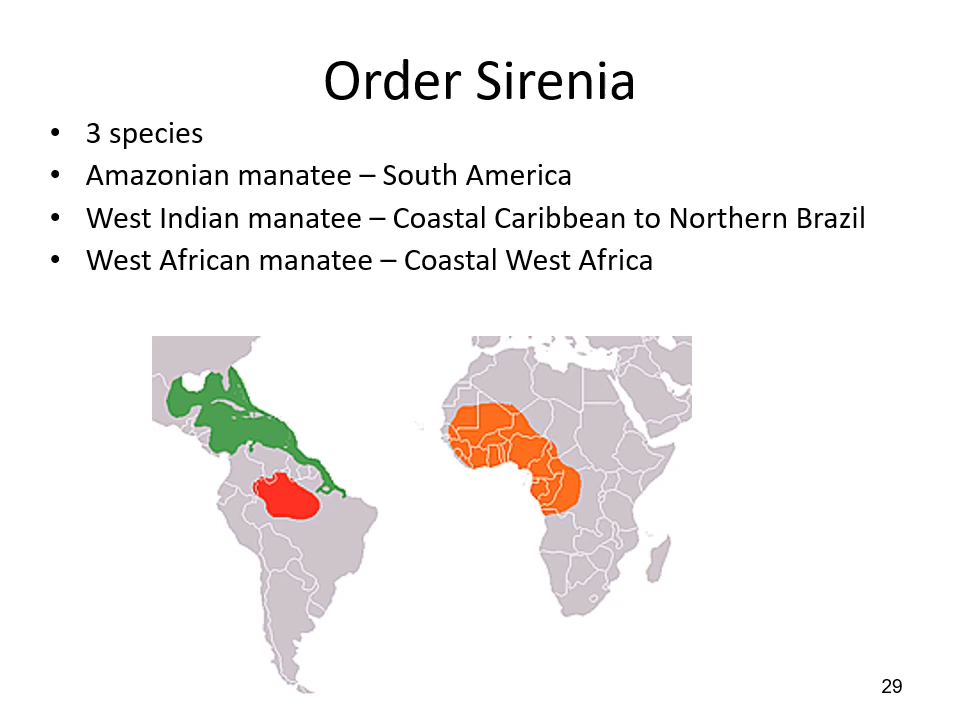 Order Sirenia
• 3 species
• Amazonian manatee – South America
• West Indian manatee – Coastal Caribbean to Northern Brazil
• West African manatee – Coastal West Africa
29